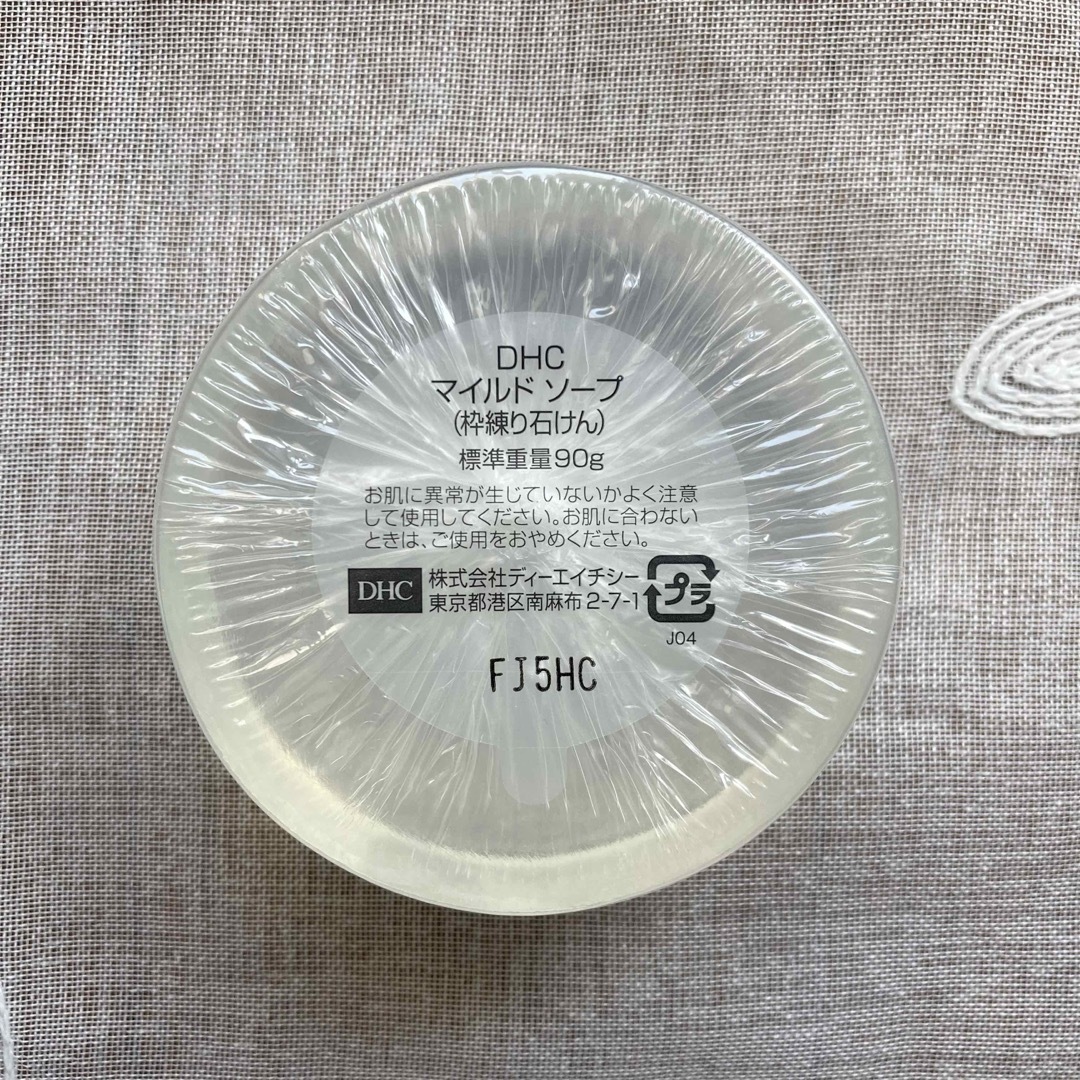 DHC
マイルド ソープ
(枠練り石けん)
標準重量90g
お肌に異常が生じていないかよく注意
して使用してください。お肌に合わない
ときは、ご使用をおやめください。
DHC
株式会社ディーエイチシー
東京都港区南麻布2-7-1
プラ
J04
FJ5HC